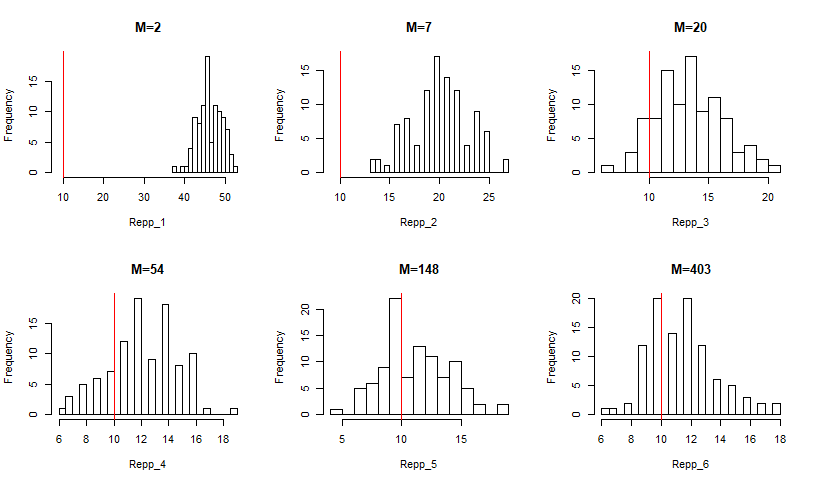 M=2
Frequency
0 5 10 15
10 20 30 40 50
Repp_1
M=7
Frequency
0 5 10 15
10 15 20 25
Repp_2
M=20
Frequency
0 5 10 15
10 15 20
Repp_3
M=54
Frequency
0 5 10 15
6 8 10 12 14 16 18
Repp_4
M=148
Frequency
0 5 10 15 20
5 10 15
Repp_5
M=403
Frequency
0 5 10 15 20
6 8 10 12 14 16 18
Repp_6